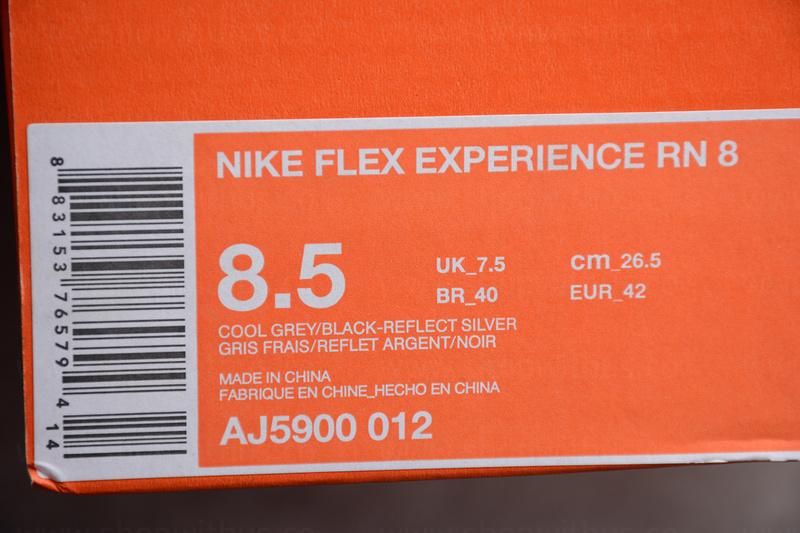 NIKE FLEX EXPERIENCE RN 8
8.5
UK_7.5 cm_26.5
BR_40 EUR_42
COOL GREY/BLACK-REFLECT SILVER
GRIS FRAIS/REFLET ARGENT/NOIR
MADE IN CHINA
FABRIQUE EN CHINE_HECHO EN CHINA
AJ5900 012
8 83153 76579 4 14